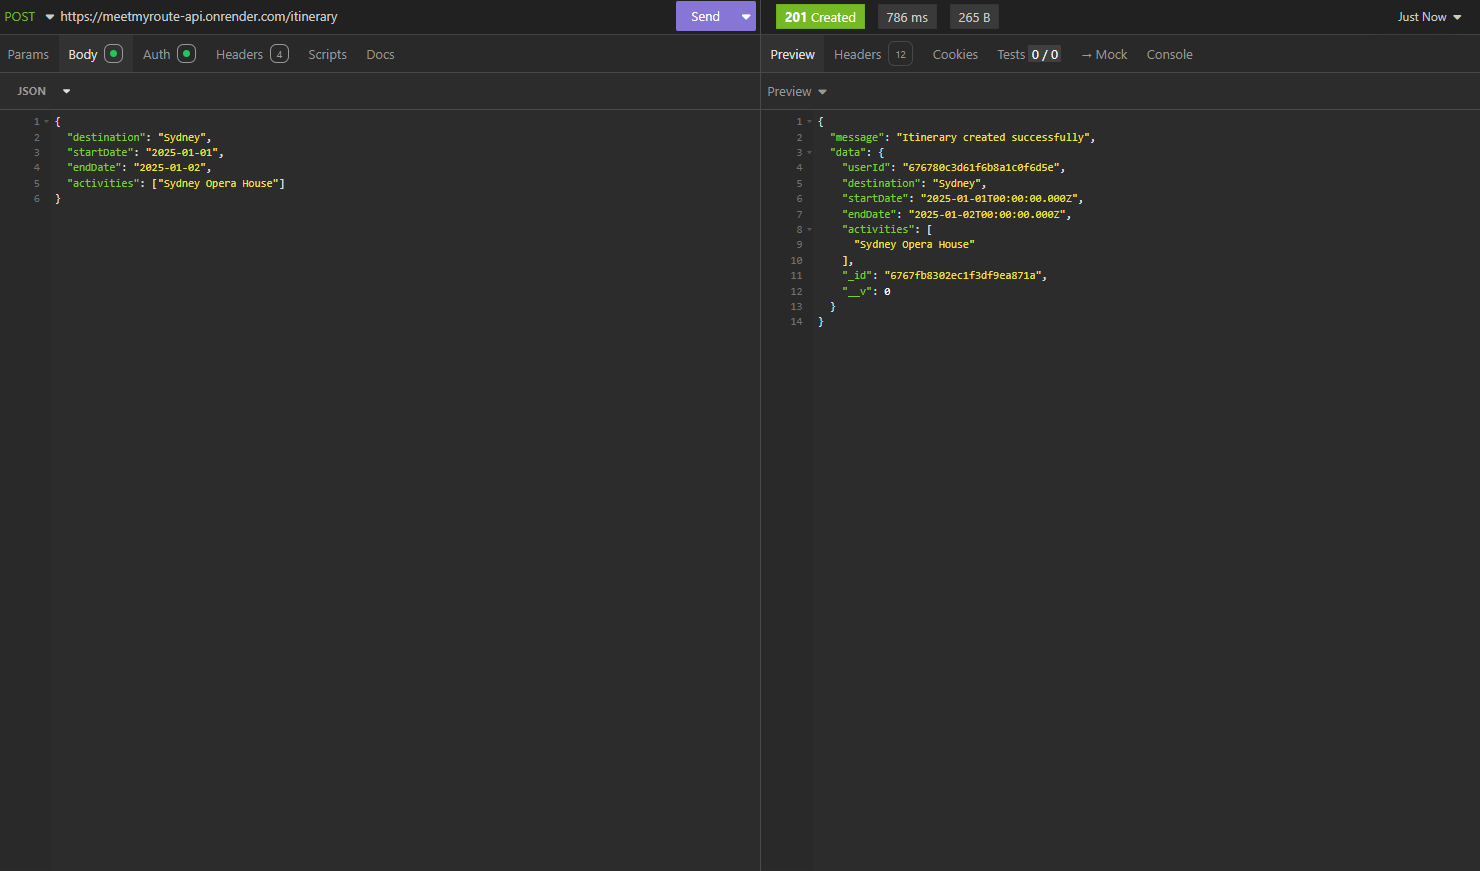 POST https://meetmyroute-api.onrender.com/itinerary Send
Params Body Auth Headers 4 Scripts Docs
JSON
1 {
2 "destination": "Sydney",
3 "startDate": "2025-01-01",
4 "endDate": "2025-01-02",
5 "activities": ["Sydney Opera House"]
6 }
201 Created 786 ms 265 B Just Now
Preview Headers 12 Cookies Tests 0 / 0 → Mock Console
Preview
1 {
2 "message": "Itinerary created successfully",
3 "data": {
4 "userId": "676780c3d61f6b8a1c0f6d5e",
5 "destination": "Sydney",
6 "startDate": "2025-01-01T00:00:00.000Z",
7 "endDate": "2025-01-02T00:00:00.000Z",
8 "activities": [
9 "Sydney Opera House"
10 ],
11 "_id": "6767fb8302ec1f3df9ea871a",
12 "__v": 0
13 }
14 }